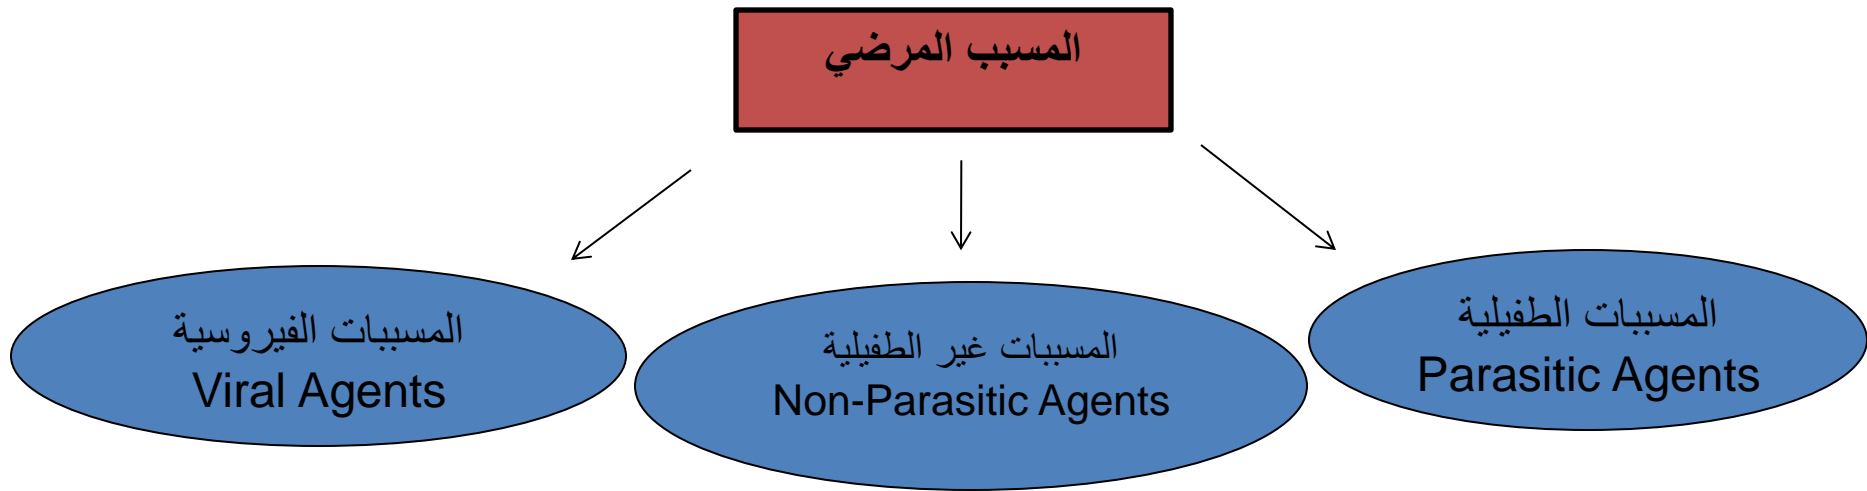 المسبب المرضي
المسببات الطفيلية
Parasitic Agents
المسببات غير الطفيلية
Non-Parasitic Agents
المسببات الفيروسية
Viral Agents